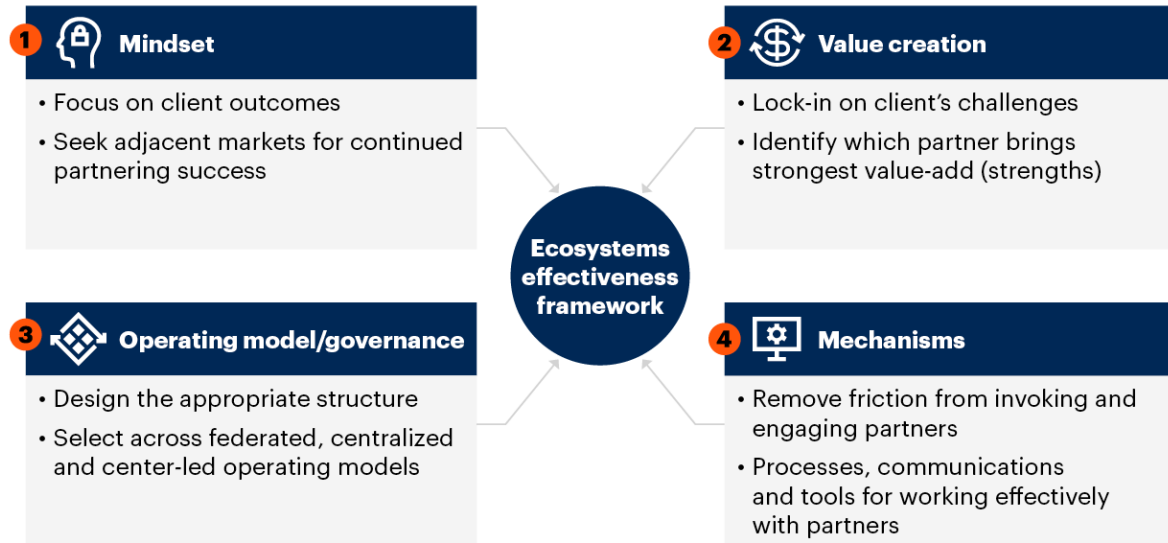 1
Mindset
• Focus on client outcomes
• Seek adjacent markets for continued
partnering success
2
Value creation
• Lock-in on client’s challenges
• Identify which partner brings
strongest value-add (strengths)
Ecosystems
effectiveness
framework
3
Operating model/governance
• Design the appropriate structure
• Select across federated, centralized
and center-led operating models
4
Mechanisms
• Remove friction from invoking and
engaging partners
• Processes, communications
and tools for working effectively
with partners